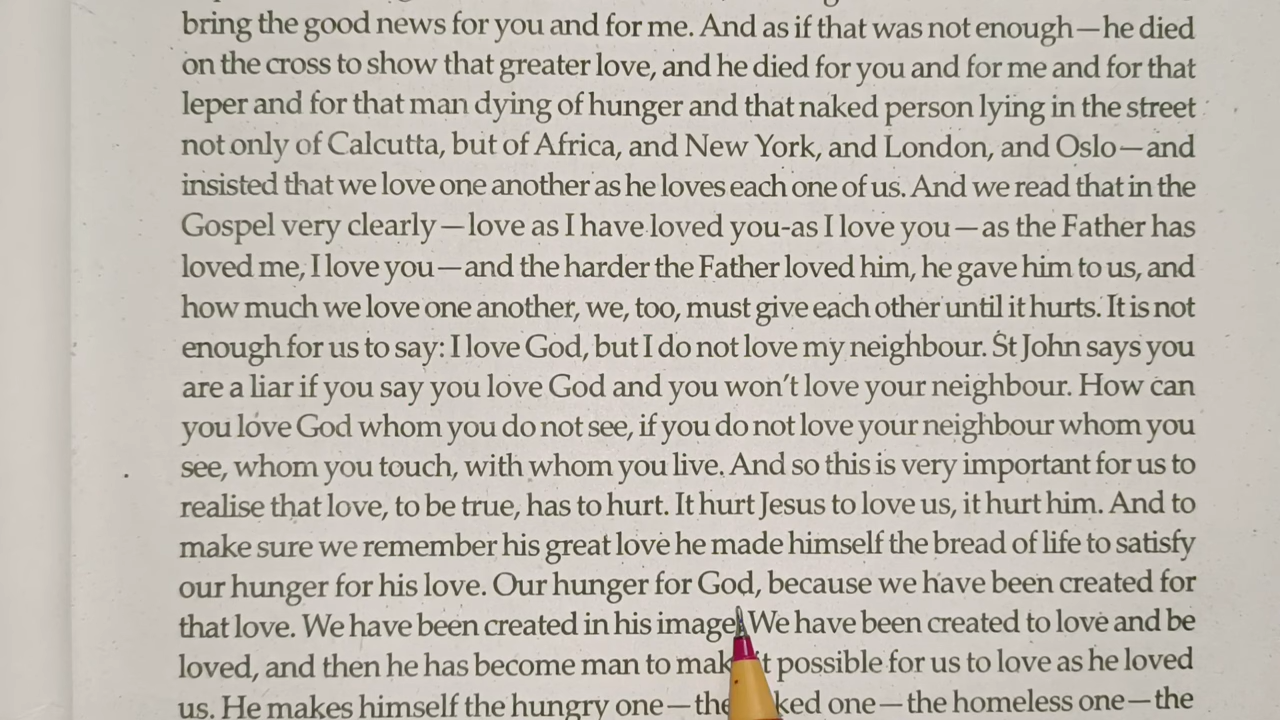 bring the good news for you and for me. And as if that was not enough—he died
on the cross to show that greater love, and he died for you and for me and for that
leper and for that man dying of hunger and that naked person lying in the street
not only of Calcutta, but of Africa, and New York, and London, and Oslo—and
insisted that we love one another as he loves each one of us. And we read that in the
Gospel very clearly—love as I have loved you-as I love you—as the Father has
loved me, I love you—and the harder the Father loved him, he gave him to us, and
how much we love one another, we, too, must give each other until it hurts. It is not
enough for us to say: I love God, but I do not love my neighbour. St John says you
are a liar if you say you love God and you won't love your neighbour. How can
you love God whom you do not see, if you do not love your neighbour whom you
see, whom you touch, with whom you live. And so this is very important for us to
realise that love, to be true, has to hurt. It hurt Jesus to love us, it hurt him. And to
make sure we remember his great love he made himself the bread of life to satisfy
our hunger for his love. Our hunger for God, because we have been created for
that love. We have been created in his image We have been created to love and be
loved, and then he has become man to possible for us to love as he loved
us. He makes himself the hungry one—the one—the homeless one—the